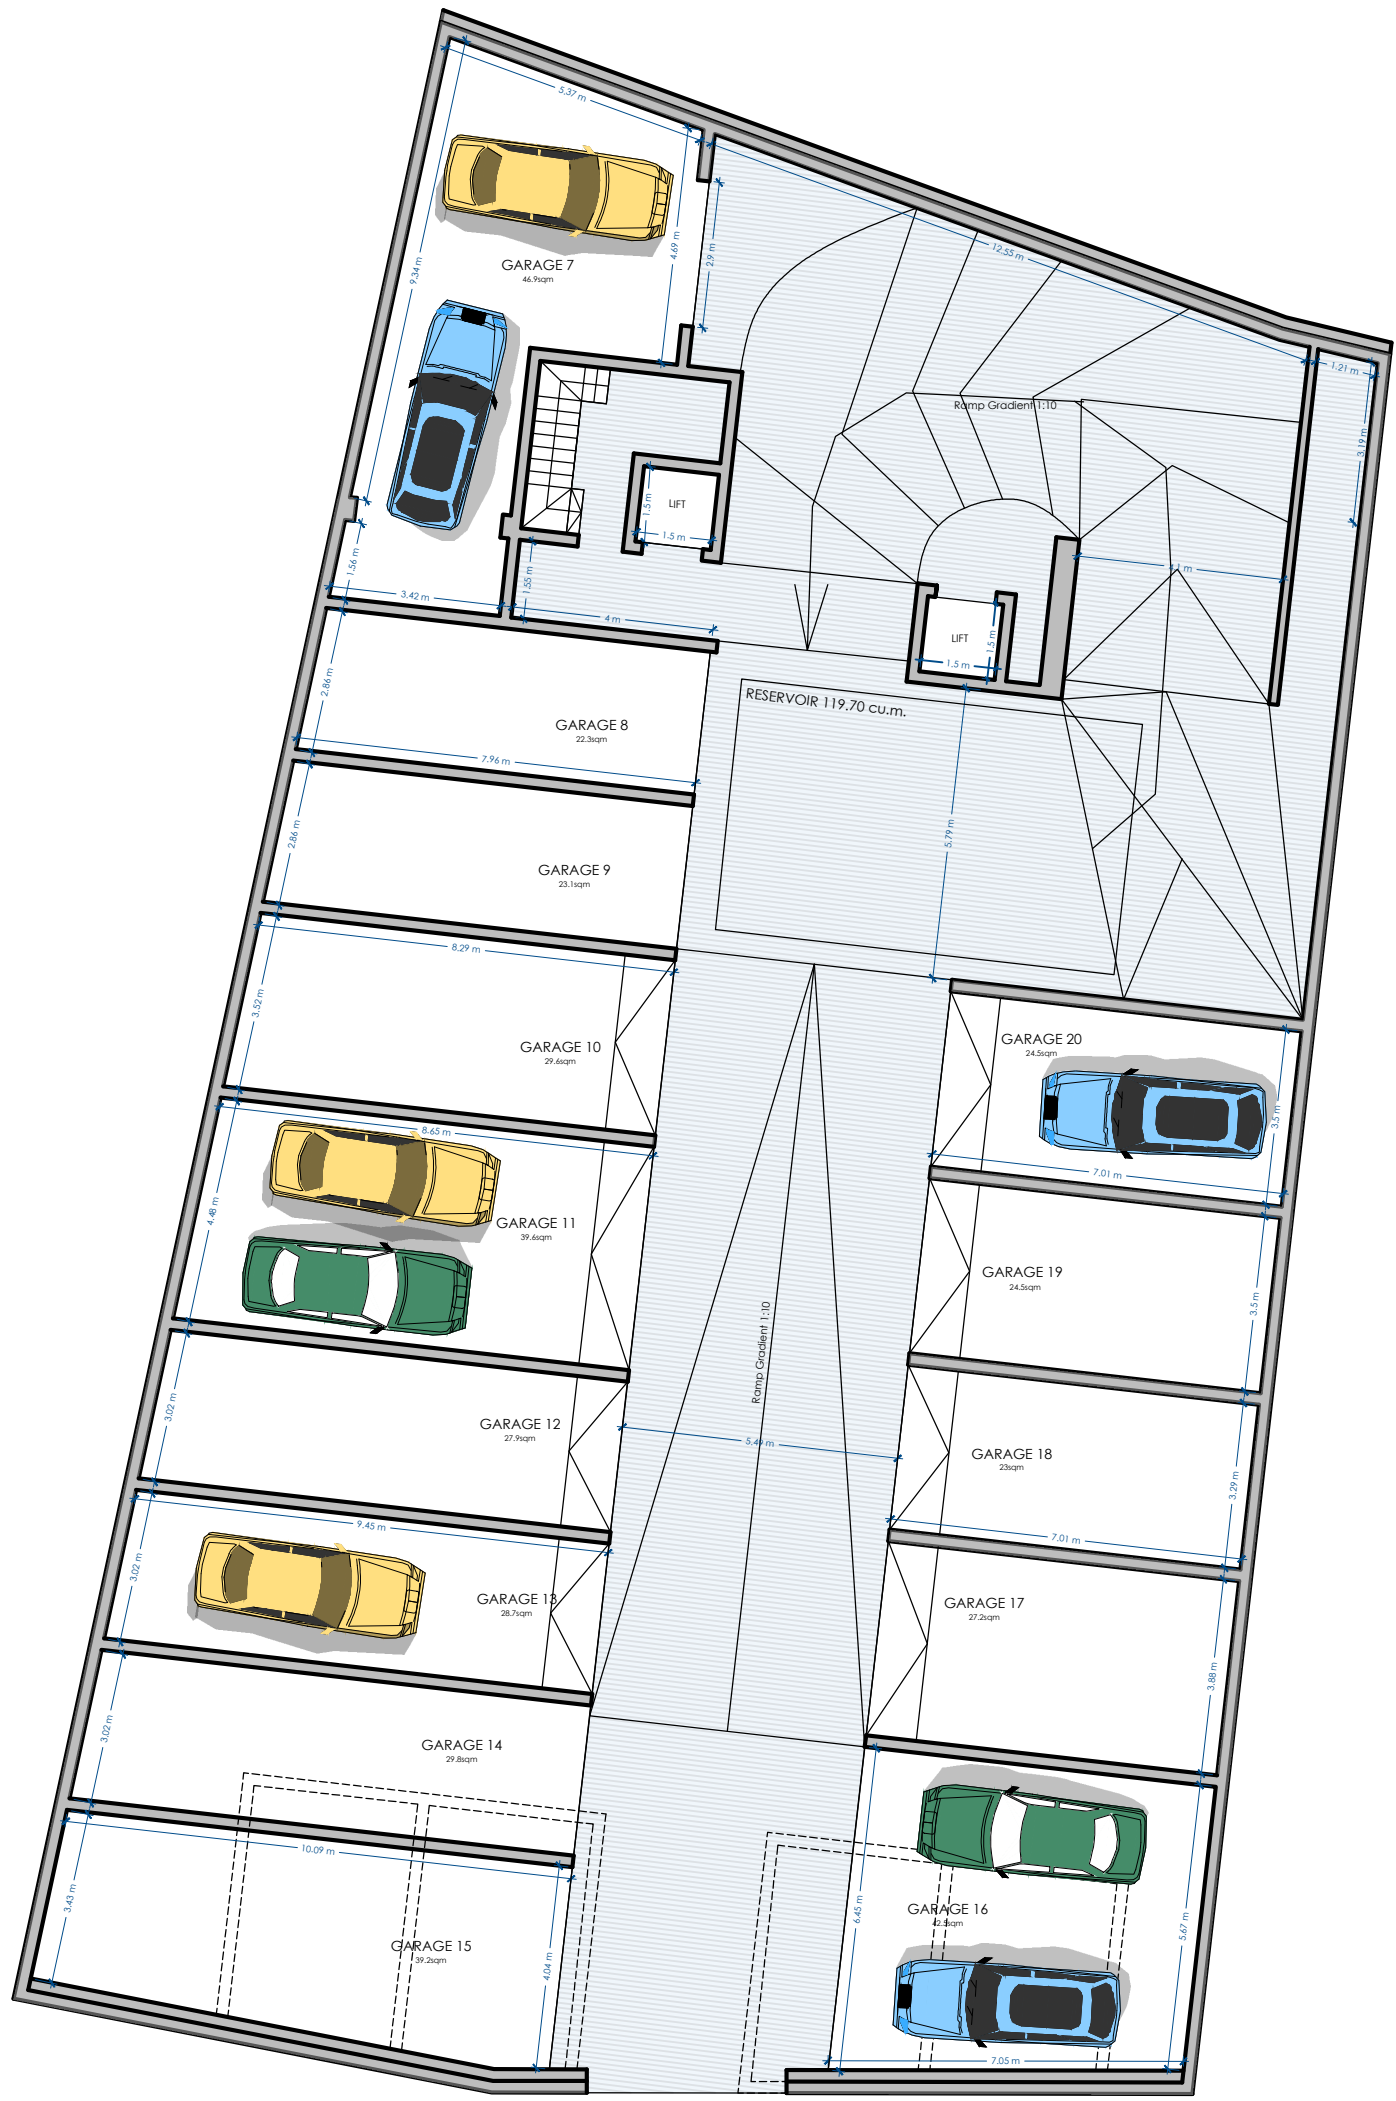 5.37 m
12.55 m
4.69 m
2.9 m
9.34 m
GARAGE 7
46.9sqm
1.21 m
3.19 m
Ramp Gradient 1:10
LIFT
1.5 m
1.5 m
1.56 m
1.55 m
3.42 m
4 m
LIFT
1.5 m
1.5 m
RESERVOIR 119.70 cu.m.
2.86 m
GARAGE 8
22.3sqm
7.96 m
5.79 m
2.86 m
GARAGE 9
23.1sqm
8.29 m
3.52 m
GARAGE 10
29.6sqm
GARAGE 20
24.5sqm
3.5 m
7.01 m
8.65 m
4.48 m
GARAGE 11
39.6sqm
GARAGE 19
24.5sqm
3.5 m
Ramp Gradient 1:10
3.02 m
GARAGE 12
27.9sqm
5.49 m
GARAGE 18
23sqm
3.29 m
7.01 m
9.45 m
3.02 m
GARAGE 13
28.7sqm
GARAGE 17
27.2sqm
3.88 m
3.02 m
GARAGE 14
29.8sqm
10.09 m
3.43 m
GARAGE 15
39.2sqm
4.04 m
6.45 m
GARAGE 16
42.5sqm
5.67 m
7.05 m